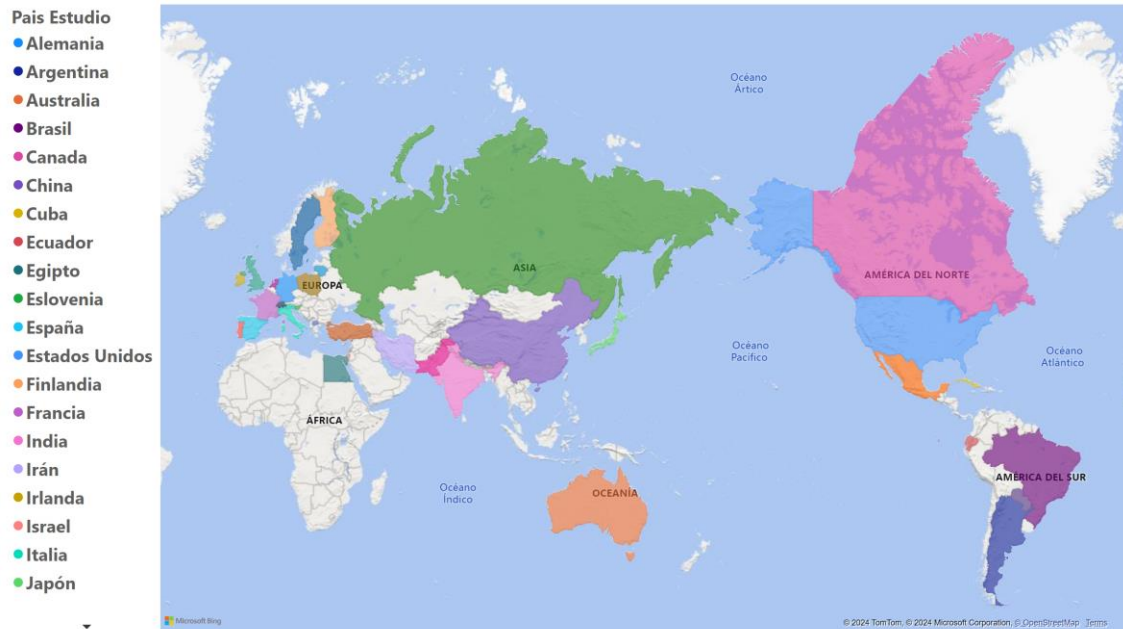 Pais Estudio
Alemania
Argentina
Australia
Brasil
Canada
China
Cuba
Ecuador
Egipto
Eslovenia
España
Estados Unidos
Finlandia
Francia
India
Irán
Irlanda
Israel
Italia
Japón
Océano
Ártico
ASIA
EUROPA
AMÉRICA DEL NORTE
Océano
Pacífico
Océano
Atlántico
ÁFRICA
Océano
Índico
OCEANÍA
AMÉRICA DEL SUR
Microsoft Bing
© 2024 TomTom, © 2024 Microsoft Corporation, © OpenStreetMap Terms